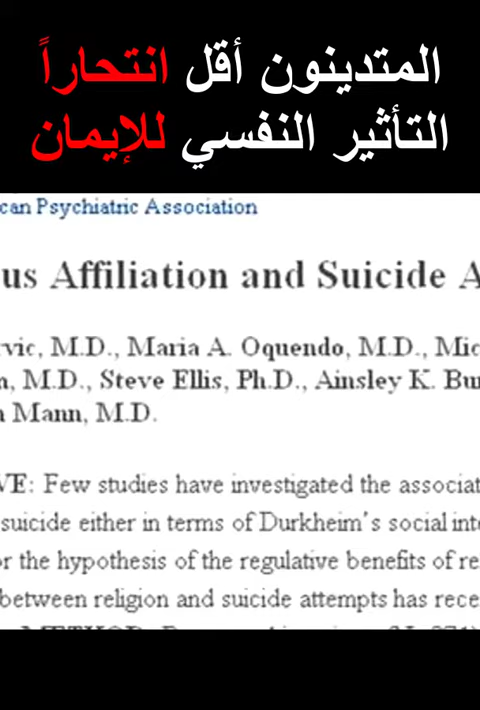 المتدينون أقل انتحاراً
التأثير النفسي للإيمان
can Psychiatric Association
us Affiliation and Suicide A
vic, M.D., Maria A. Oquendo, M.D., Mic
, M.D., Steve Ellis, Ph.D., Ainsley K. Bu
Mann, M.D.
VE: Few studies have investigated the associat
suicide either in terms of Durkheim's social inte
r the hypothesis of the regulative benefits of re
between religion and suicide attempts has rece